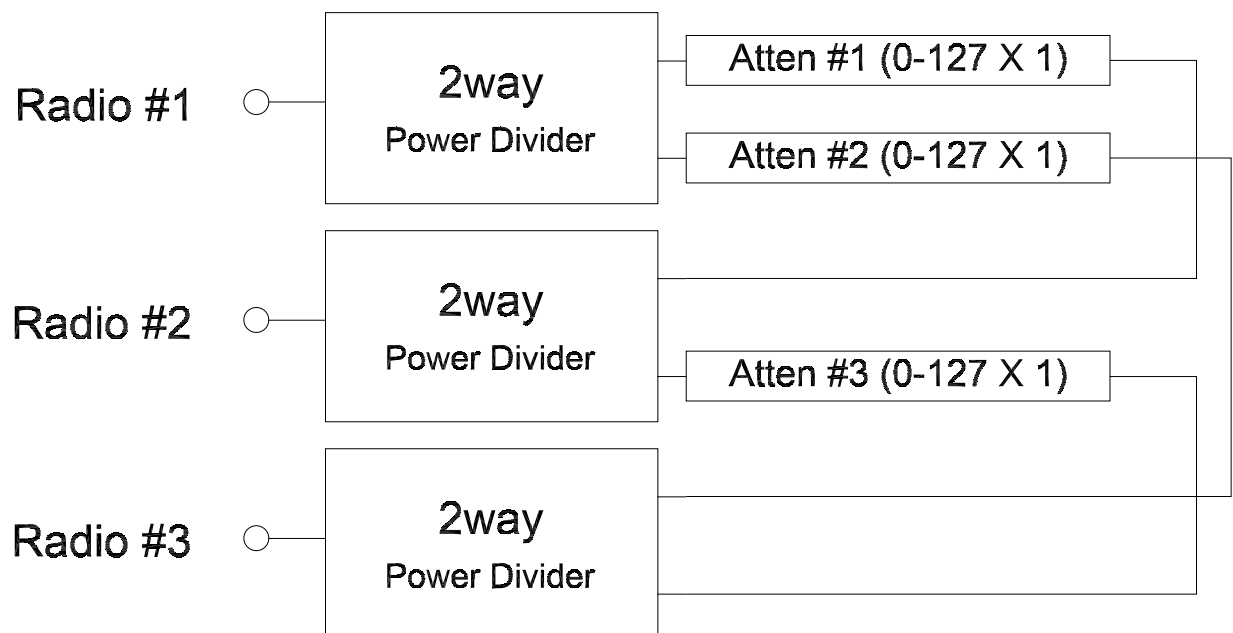 Radio #1
2way
Power Divider
Atten #1 (0-127 X 1)
Atten #2 (0-127 X 1)
Radio #2
2way
Power Divider
Atten #3 (0-127 X 1)
Radio #3
2way
Power Divider